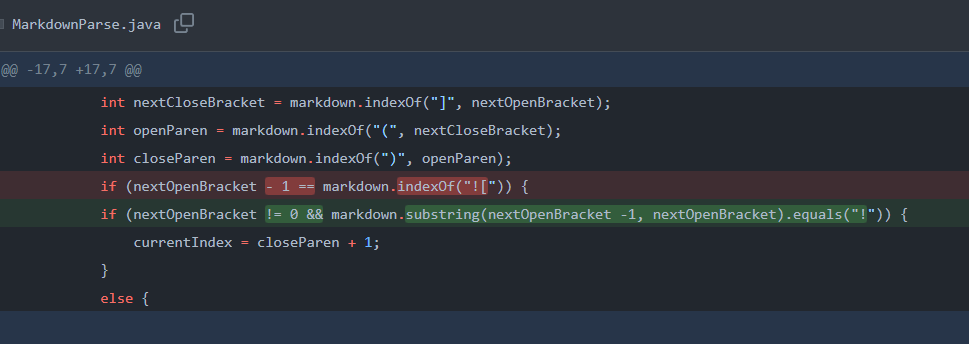 MarkdownParse.java
@@ -17,7 +17,7 @@
int nextCloseBracket = markdown.indexOf("]", nextOpenBracket);
int openParen = markdown.indexOf("(", nextCloseBracket);
int closeParen = markdown.indexOf(")", openParen);
if (nextOpenBracket - 1 == markdown.indexOf("![")) {
if (nextOpenBracket != 0 && markdown.substring(nextOpenBracket -1, nextOpenBracket).equals("!")) {
currentIndex = closeParen + 1;
}
else {